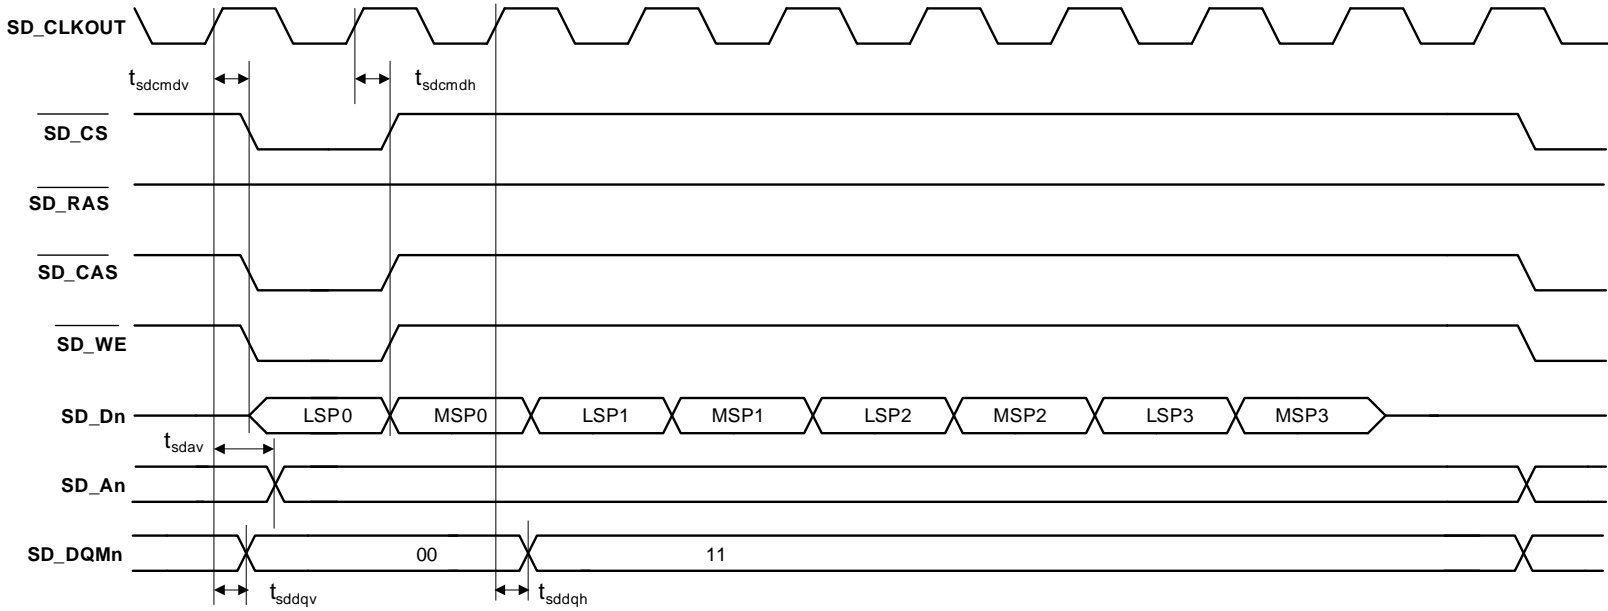 SD_CLKOUT
tsdcmdv
tsdcmdh
SD_CS
SD_RAS
SD_CAS
SD_WE
SD_Dn LSP0 MSP0 LSP1 MSP1 LSP2 MSP2 LSP3 MSP3
tsdav
SD_An
SD_DQMn 00 11
tsddqv
tsddqh